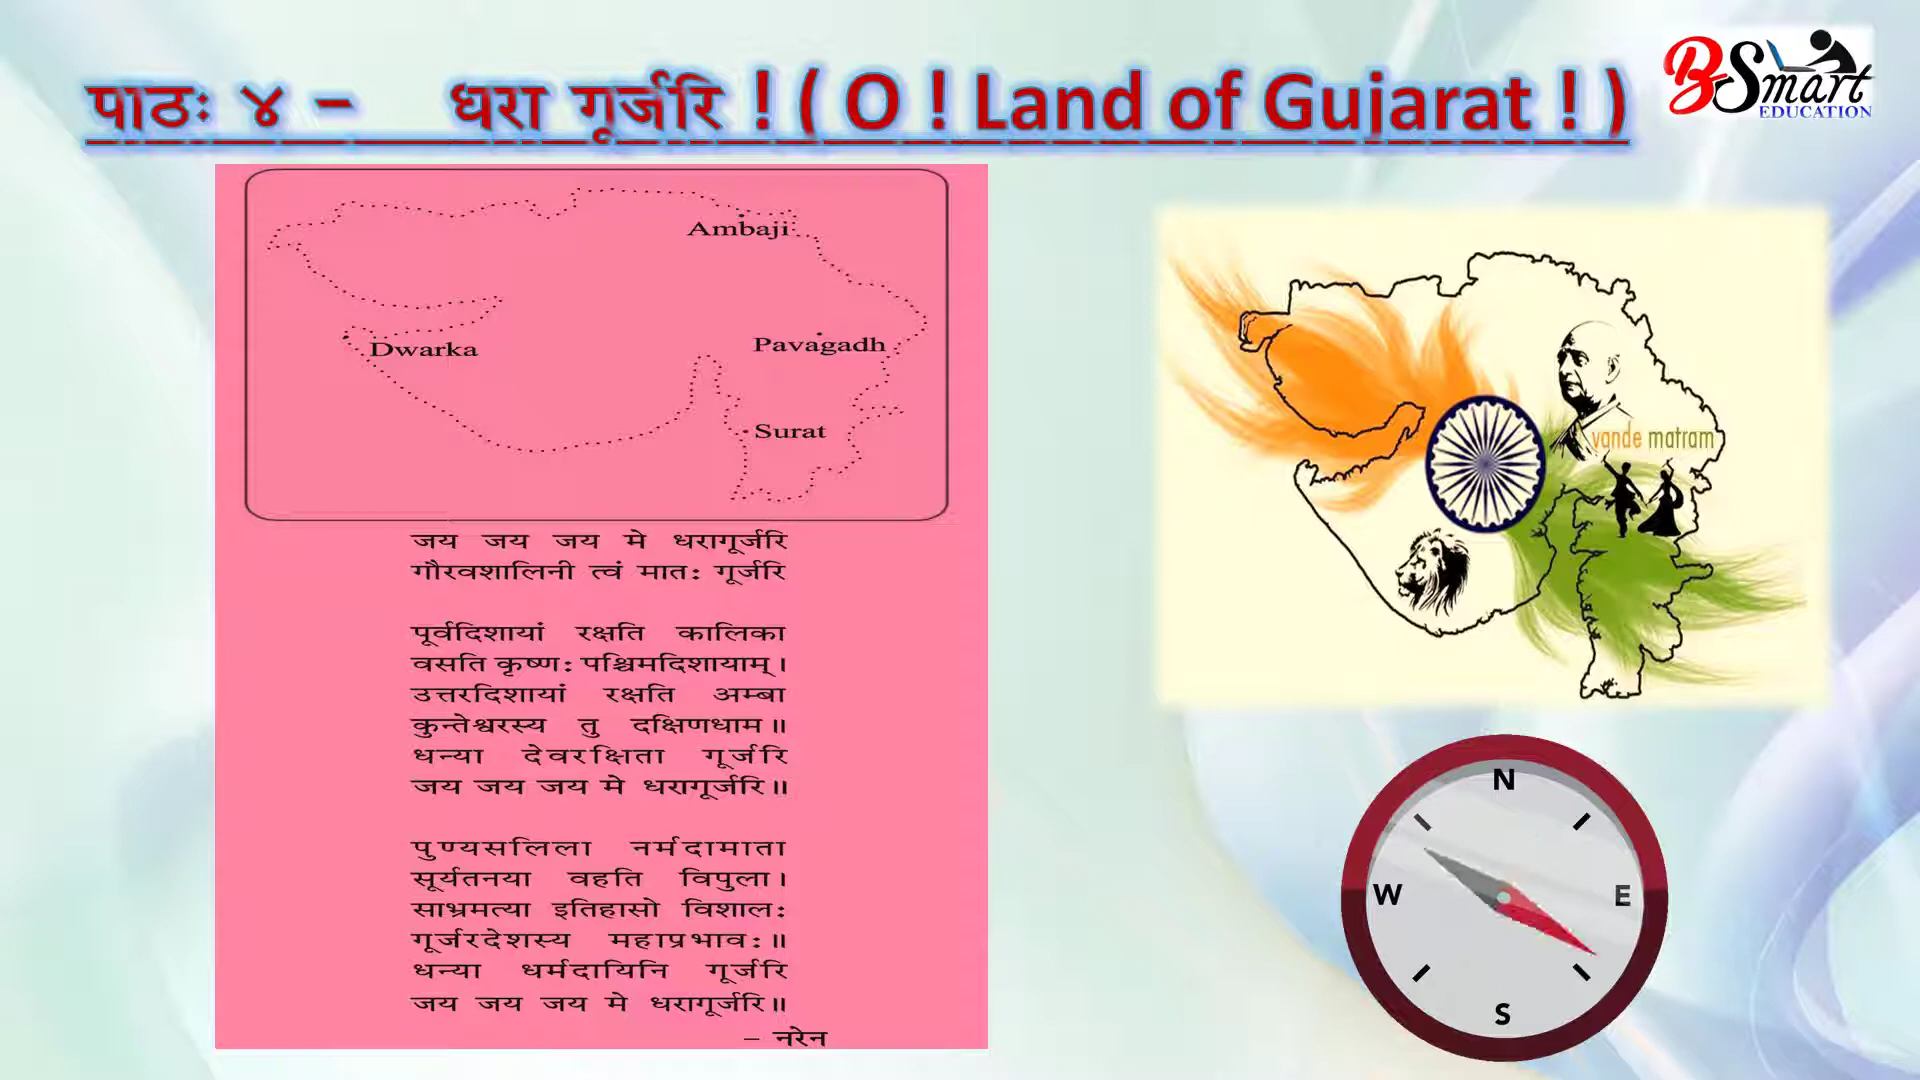 पाठः ४ – धरा गूर्जरि ! ( O ! Land of Gujarat ! )
BSmart
EDUCATION
Ambaji
Dwarka
Pavagadh
Surat
जय जय जय मे धरागूर्जरि
गौरवशालिनी त्वं मातः गूर्जरि
पूर्वदिशायां रक्षति कालिका
वसति कृष्णः पश्चिमदिशायाम् ।
उत्तरदिशायां रक्षति अम्बा
कुन्तेश्वरस्य तु दक्षिणधाम ॥
धन्या देवरक्षिता गूर्जरि
जय जय जय मे धरागूर्जरि ॥
पुण्यसलिला नर्मदामाता
सूर्यतनया वहति विपुला ।
साभ्रमत्या इतिहासो विशालः
गूर्जरदेशस्य महाप्रभावः ॥
धन्या धर्मदायिनि गूर्जरि
जय जय जय मे धरागूर्जरि ॥
– नरेन
vande matram
N
W E
S